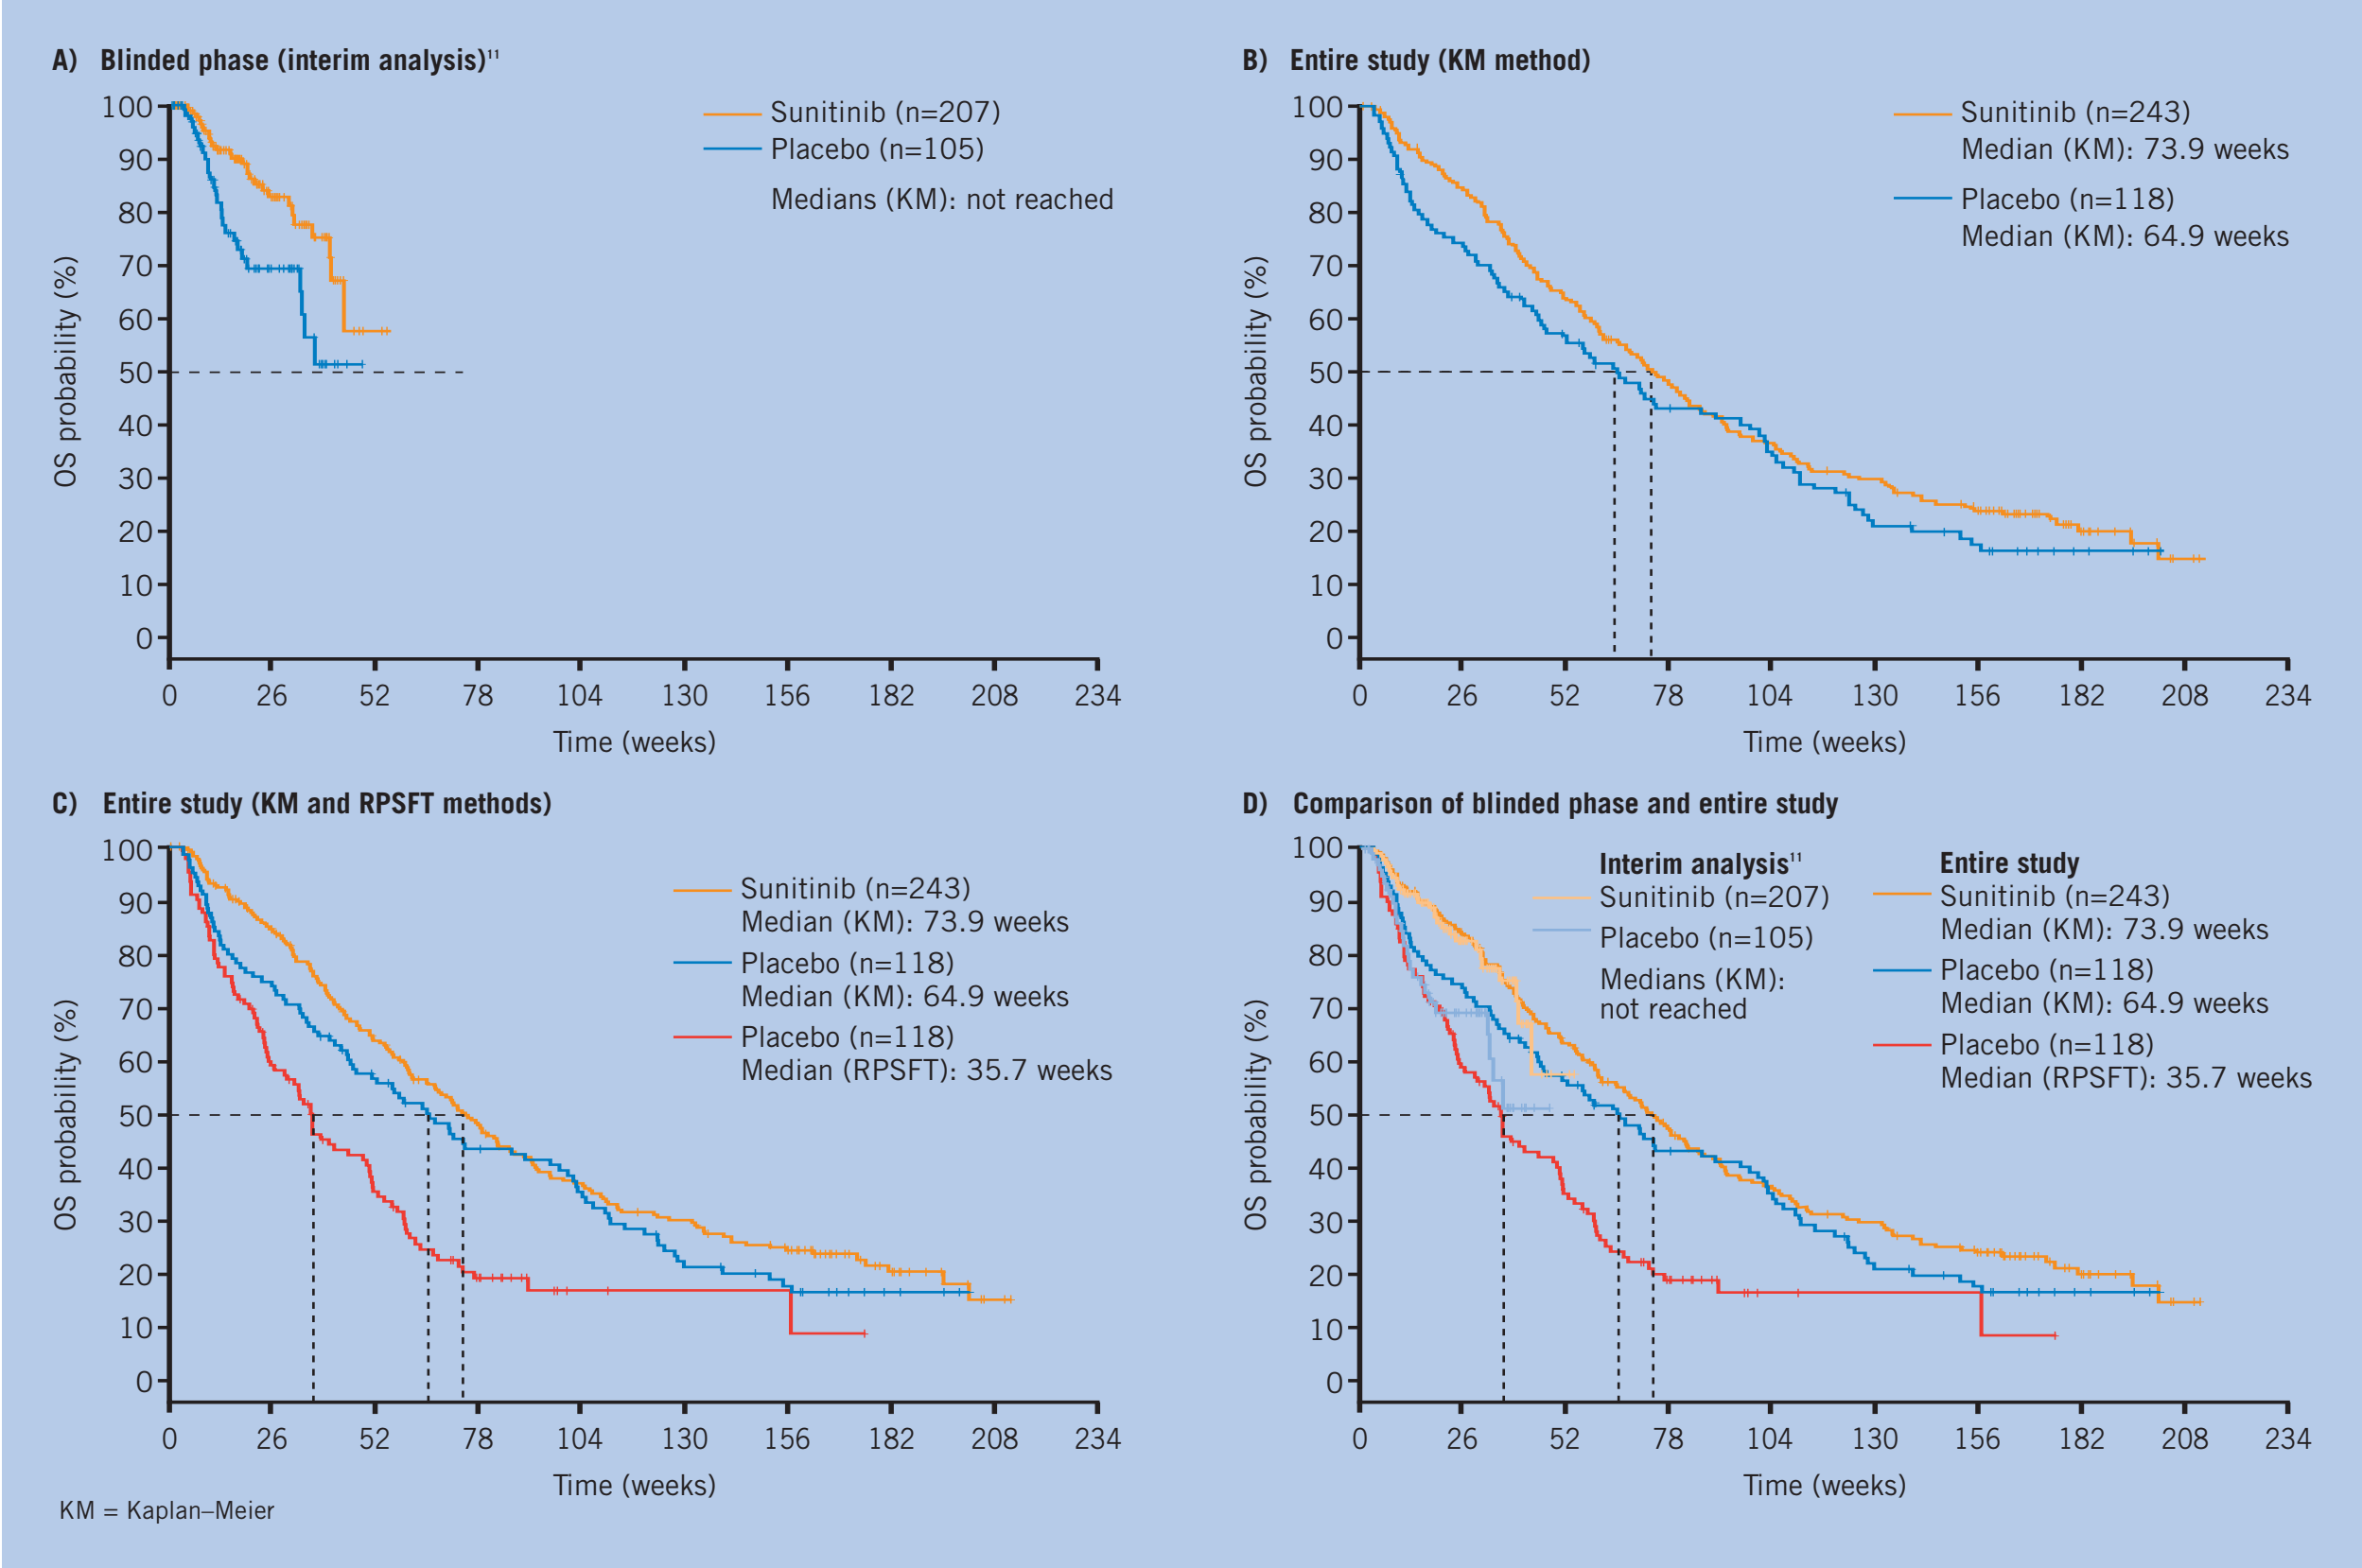 A) Blinded phase (interim analysis)¹¹
100
90
80
70
60
50
40
30
20
10
0
OS probability (%)
Sunitinib (n=207)
Placebo (n=105)
Medians (KM): not reached
0 26 52 78 104 130 156 182 208 234
Time (weeks)
B) Entire study (KM method)
100
90
80
70
60
50
40
30
20
10
0
OS probability (%)
Sunitinib (n=243)
Median (KM): 73.9 weeks
Placebo (n=118)
Median (KM): 64.9 weeks
0 26 52 78 104 130 156 182 208 234
Time (weeks)
C) Entire study (KM and RPSFT methods)
100
90
80
70
60
50
40
30
20
10
0
OS probability (%)
Sunitinib (n=243)
Median (KM): 73.9 weeks
Placebo (n=118)
Median (KM): 64.9 weeks
Placebo (n=118)
Median (RPSFT): 35.7 weeks
0 26 52 78 104 130 156 182 208 234
Time (weeks)
D) Comparison of blinded phase and entire study
100
90
80
70
60
50
40
30
20
10
0
OS probability (%)
Interim analysis¹¹
Sunitinib (n=207)
Placebo (n=105)
Medians (KM):
not reached
Entire study
Sunitinib (n=243)
Median (KM): 73.9 weeks
Placebo (n=118)
Median (KM): 64.9 weeks
Placebo (n=118)
Median (RPSFT): 35.7 weeks
0 26 52 78 104 130 156 182 208 234
Time (weeks)
KM = Kaplan–Meier